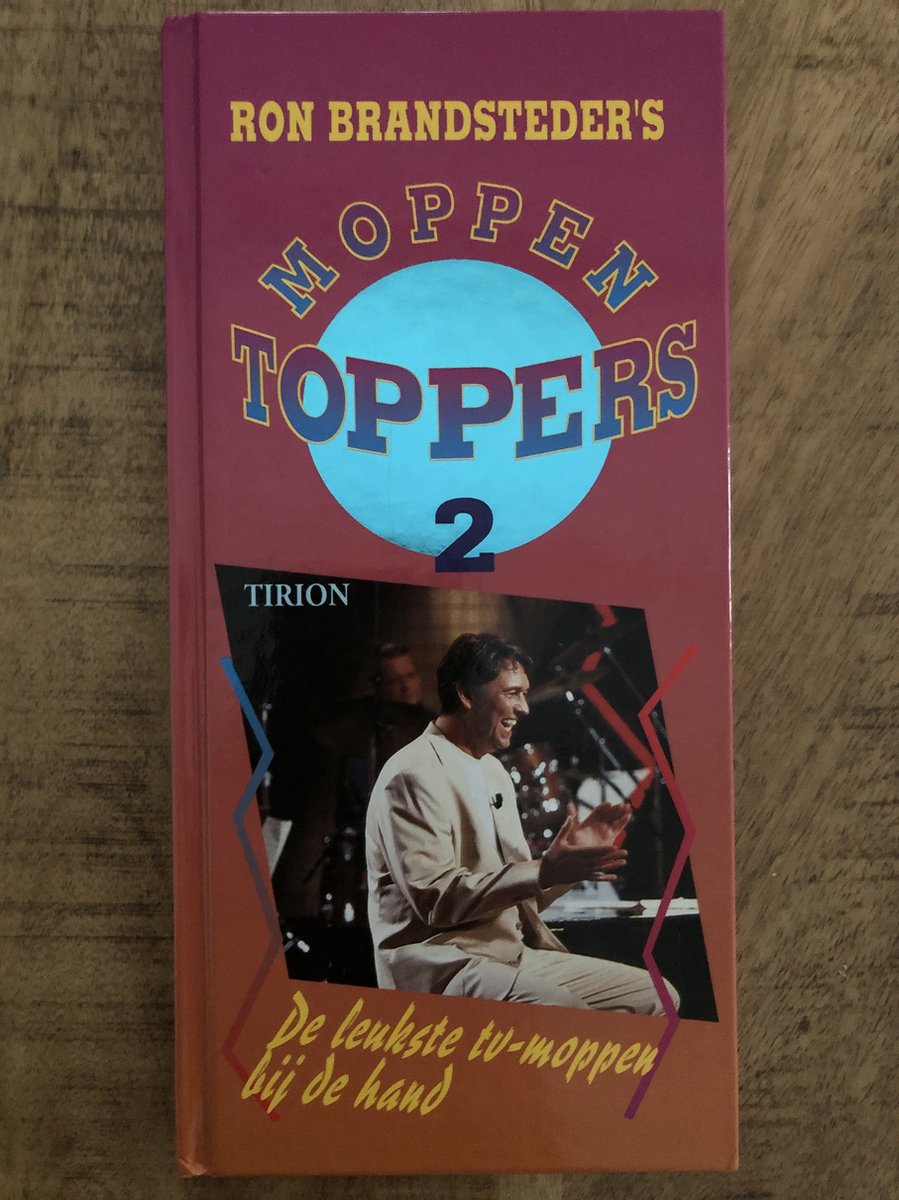 RON BRANDSTEDER'S
MOPPEN
TOPPERS
2
TIRION
De leukste tv-moppen
bij de hand